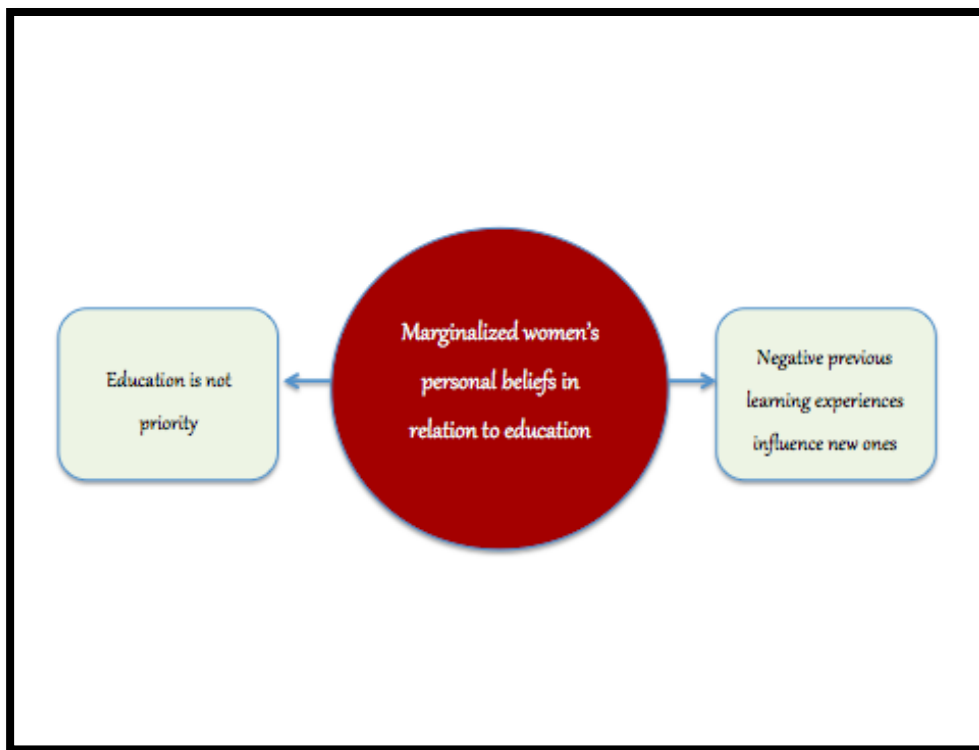 Education is not
priority
Marginalized women's
personal beliefs in
relation to education
Negative previous
learning experiences
influence new ones